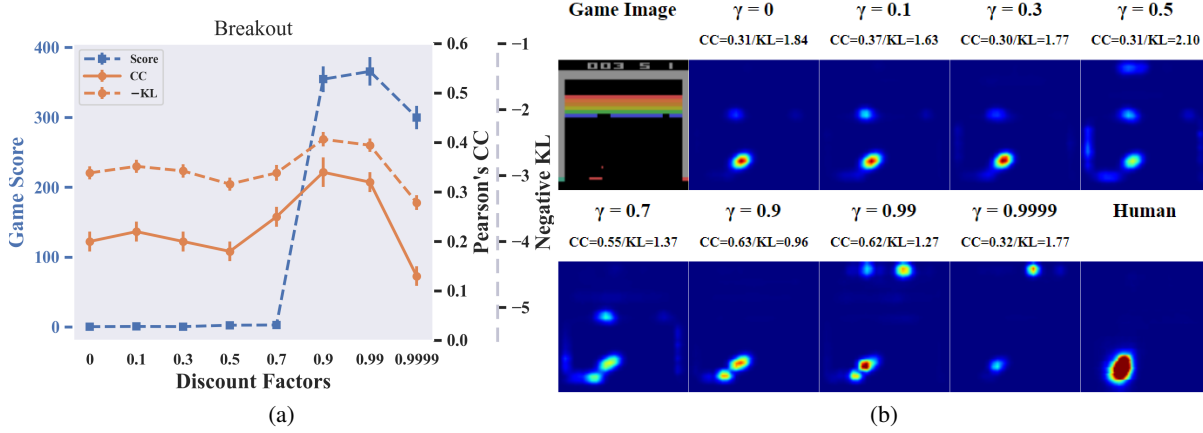 Breakout
Score
CC
−KL
Game Score
400
300
200
100
0
0 0.1 0.3 0.5 0.7 0.9 0.99 0.9999
Discount Factors
0.6
0.5
0.4
0.3
0.2
0.1
0.0
Pearson's CC
−1
−2
−3
−4
−5
Negative KL
(a)
Game Image γ = 0 γ = 0.1 γ = 0.3 γ = 0.5
CC=0.31/KL=1.84 CC=0.37/KL=1.63 CC=0.30/KL=1.77 CC=0.31/KL=2.10
003 5 1
γ = 0.7 γ = 0.9 γ = 0.99 γ = 0.9999 Human
CC=0.55/KL=1.37 CC=0.63/KL=0.96 CC=0.62/KL=1.27 CC=0.32/KL=1.77
(b)